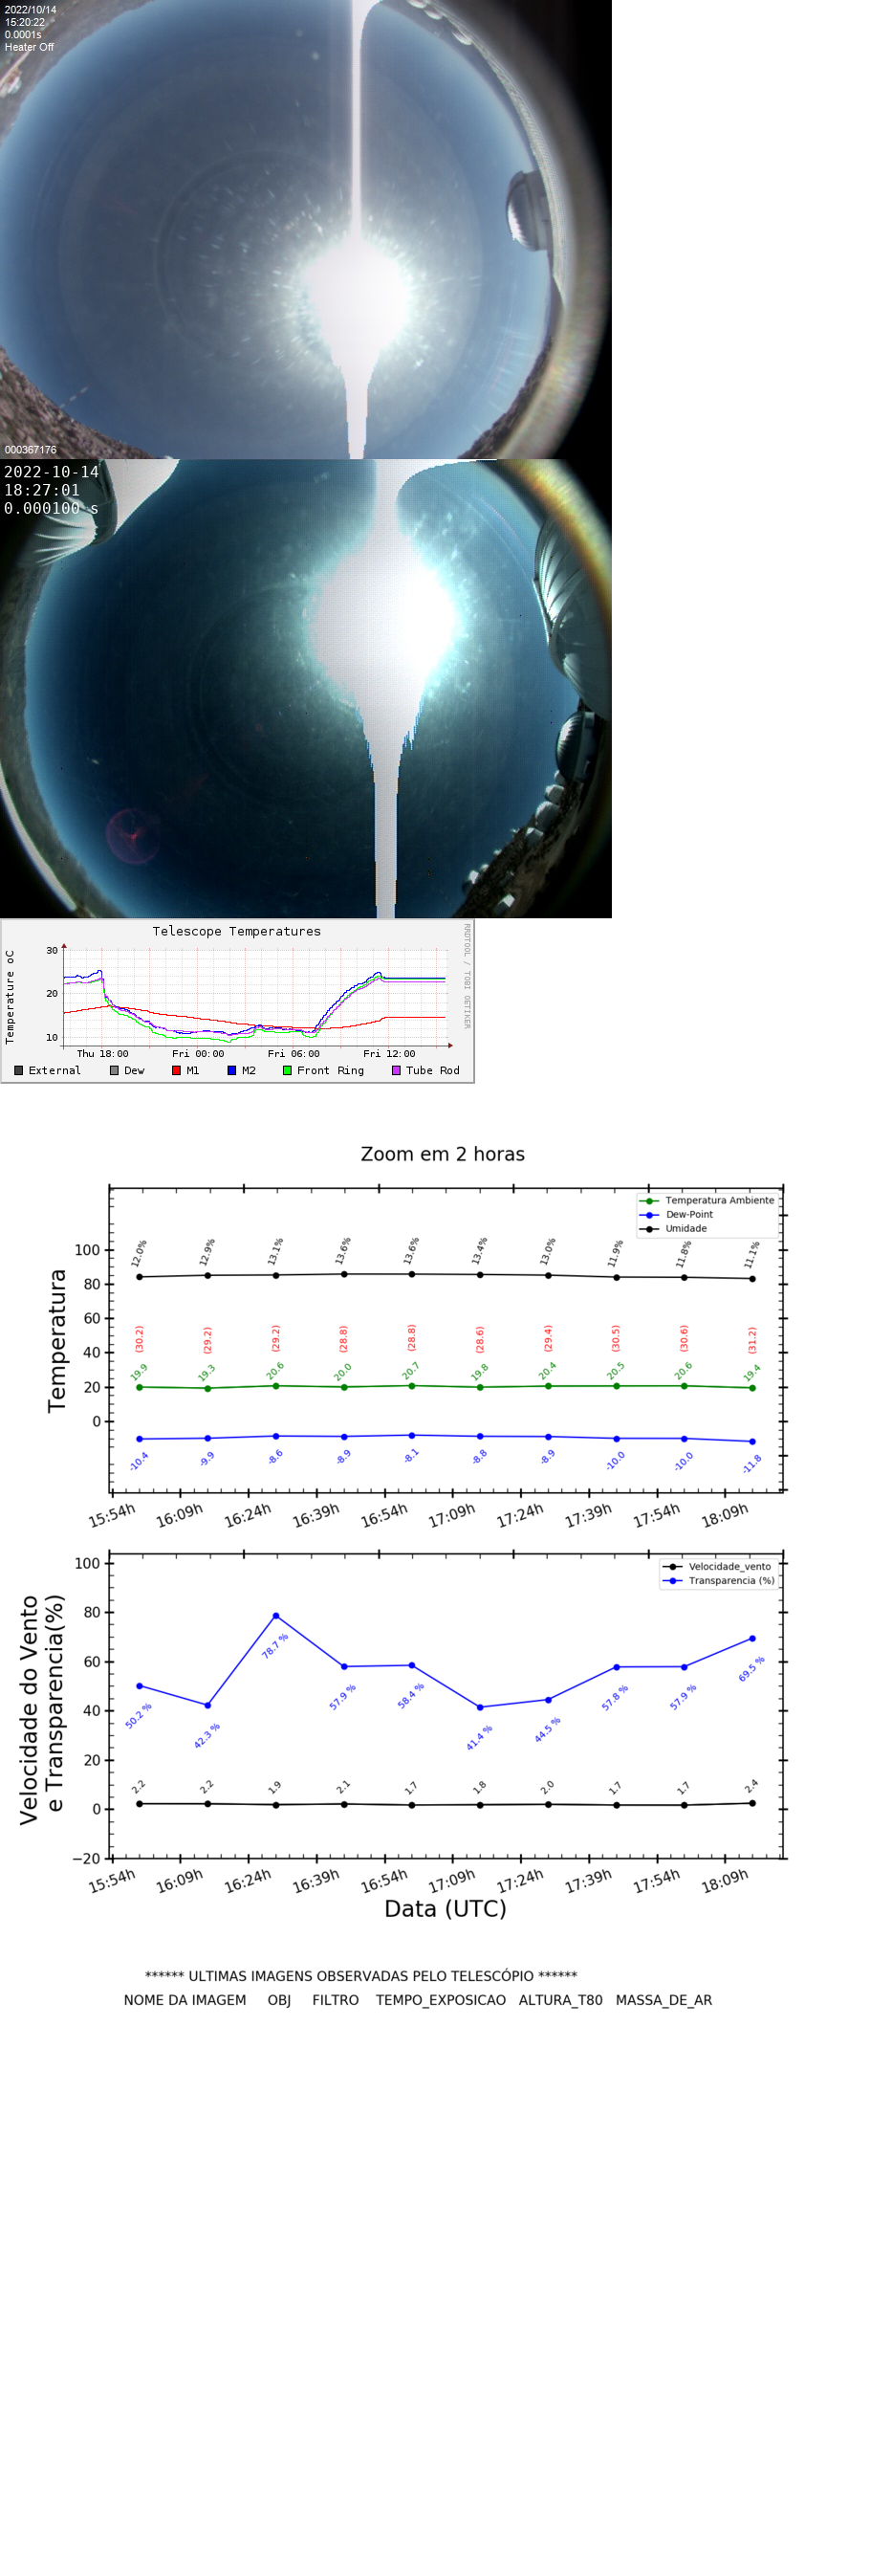 2022/10/14
15:20:22
0.0001s
Heater Off
000367176
2022-10-14
18:27:01
0.000100 s
Telescope Temperatures
RRDTOOL / TOBI OETIKER
Temperature oC
30
20
10
Thu 18:00 Fri 00:00 Fri 06:00 Fri 12:00
External Dew M1 M2 Front Ring Tube Rod
Zoom em 2 horas
Temperatura
Temperatura Ambiente
Dew-Point
Umidade
100
80
60
40
20
0
12.0% 12.9% 13.1% 13.6% 13.6% 13.4% 13.0% 11.9% 11.8% 11.1%
(30.2) (29.2) (29.2) (28.8) (28.8) (28.6) (29.4) (30.5) (30.6) (31.2)
19.9 19.3 20.6 20.0 20.7 19.8 20.4 20.5 20.6 19.4
-10.4 -9.9 -8.6 -8.9 -8.1 -8.8 -8.9 -10.0 -10.0 -11.8
15:54h 16:09h 16:24h 16:39h 16:54h 17:09h 17:24h 17:39h 17:54h 18:09h
Velocidade do Vento
e Transparencia(%)
Velocidade_vento
Transparencia (%)
100
80
60
40
20
0
−20
50.2 % 42.3 % 78.7 % 57.9 % 58.4 % 41.4 % 44.5 % 57.8 % 57.9 % 69.5 %
2.2 2.2 1.9 2.1 1.7 1.8 2.0 1.7 1.7 2.4
15:54h 16:09h 16:24h 16:39h 16:54h 17:09h 17:24h 17:39h 17:54h 18:09h
Data (UTC)
****** ULTIMAS IMAGENS OBSERVADAS PELO TELESCÓPIO ******
NOME DA IMAGEM OBJ FILTRO TEMPO_EXPOSICAO ALTURA_T80 MASSA_DE_AR